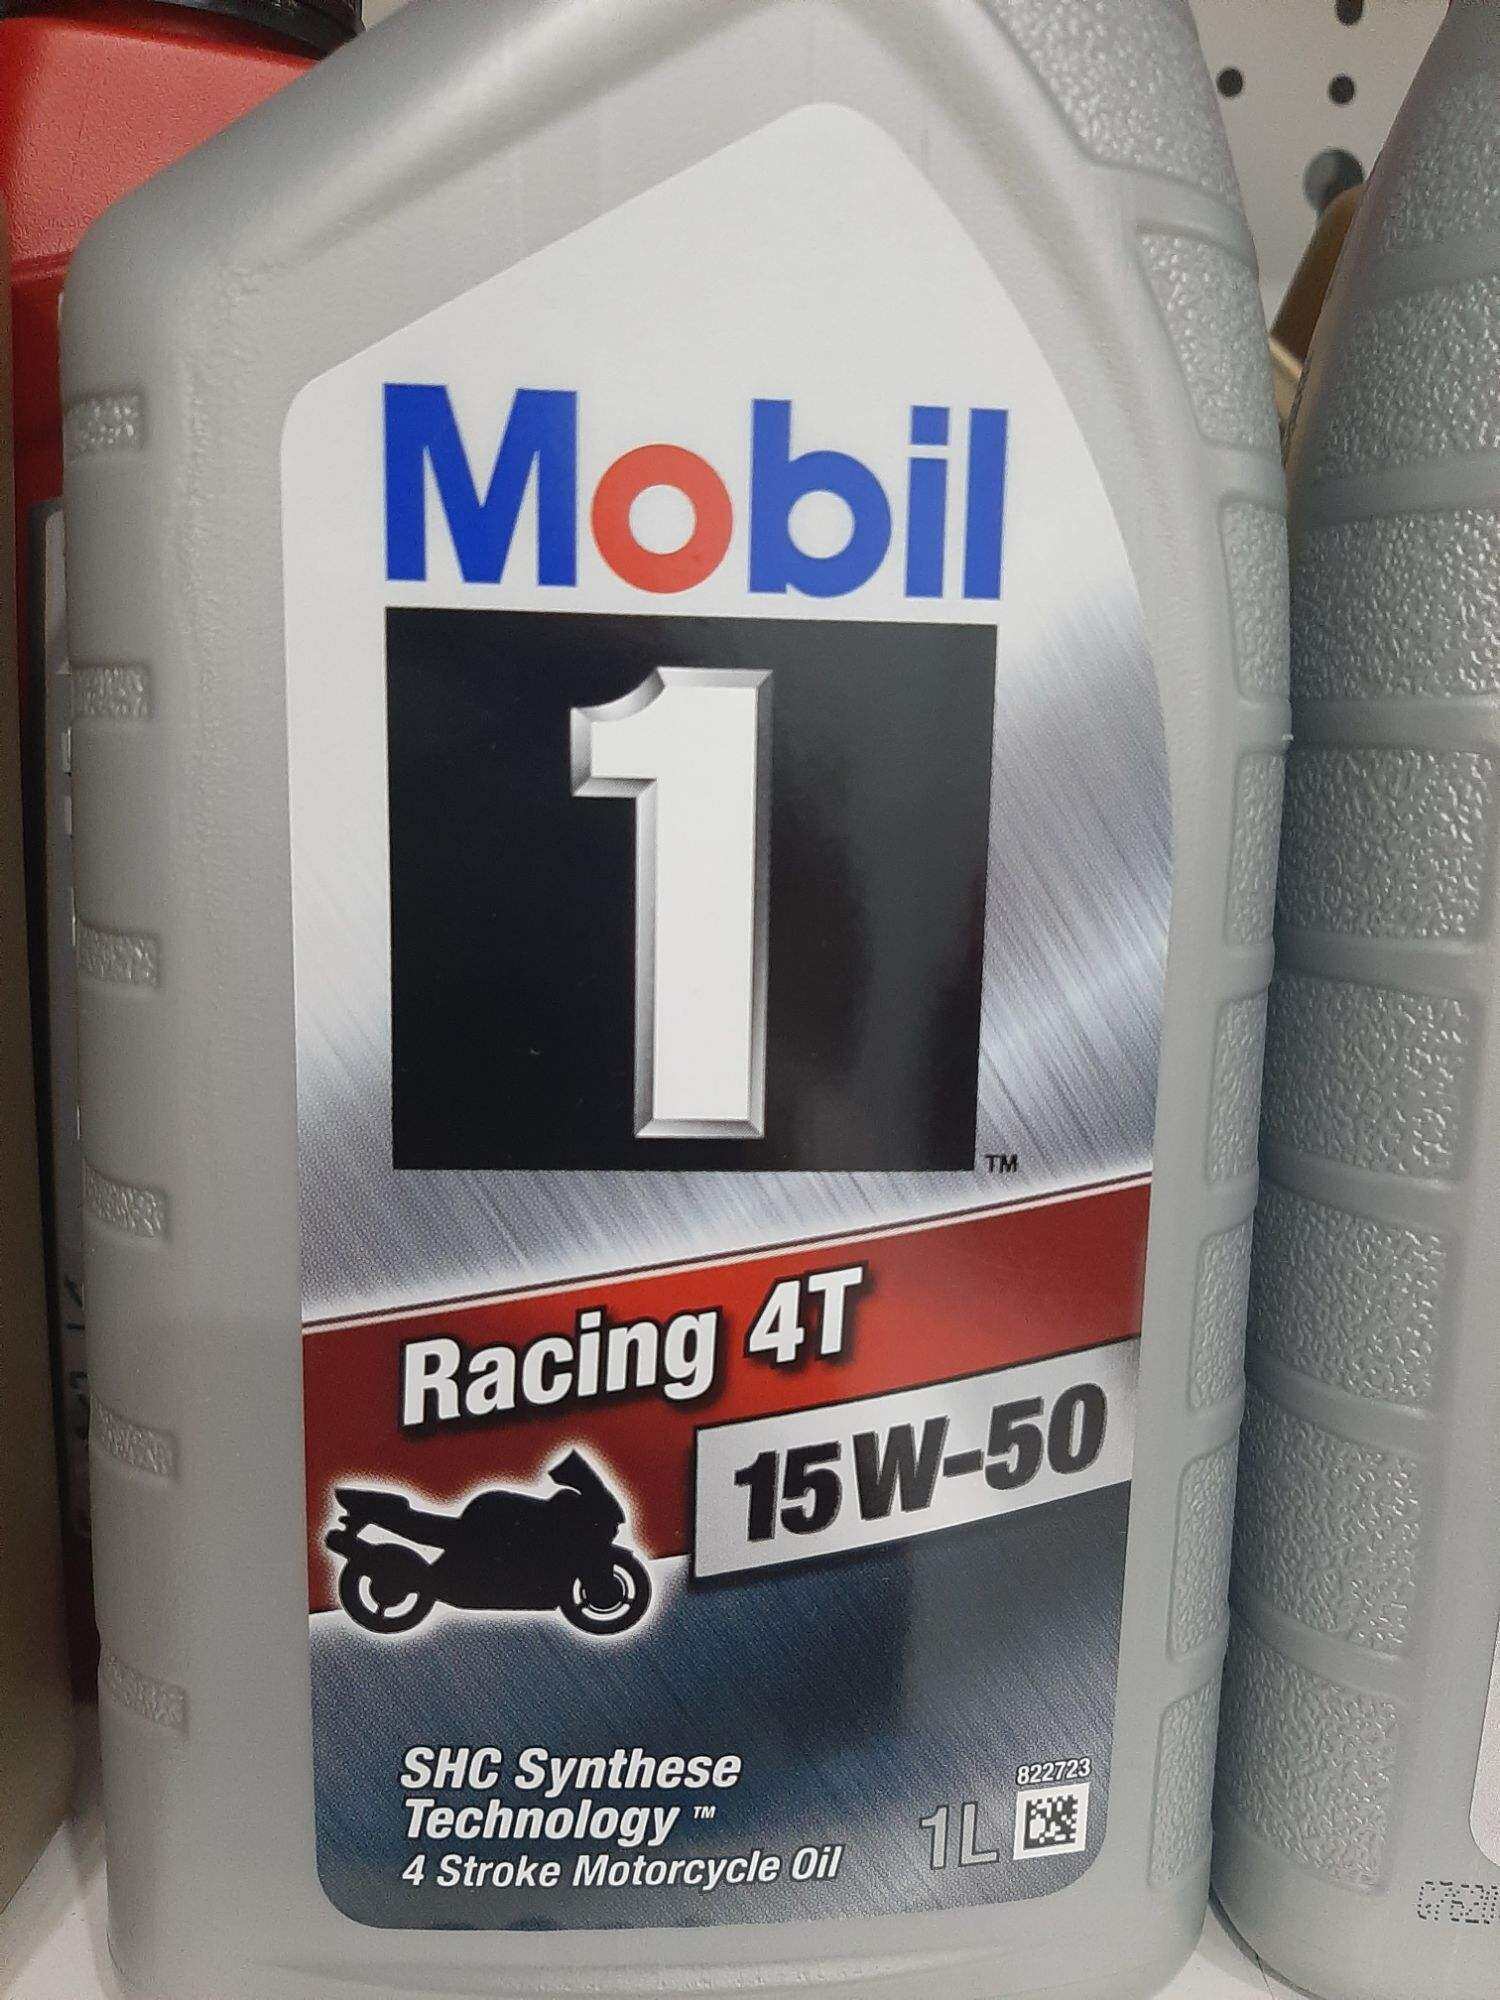 Mobil
1
TM
Racing 4T
15W-50
SHC Synthese
Technology ™
4 Stroke Motorcycle Oil
822723
1L